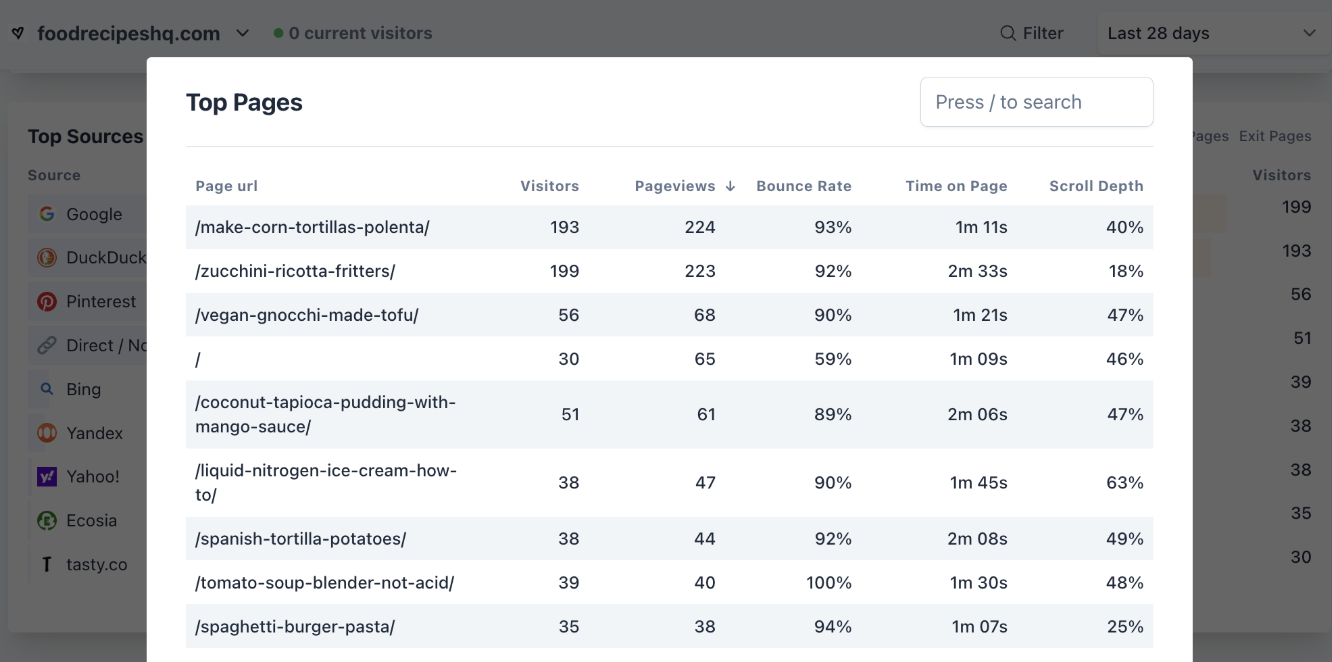 foodrecipeshq.com 0 current visitors Filter Last 28 days
Top Pages Press / to search
Top Sources Pages Exit Pages
Source Visitors
Page url Visitors Pageviews ↓ Bounce Rate Time on Page Scroll Depth
Google 199
/make-corn-tortillas-polenta/ 193 224 93% 1m 11s 40%
DuckDuck 193
/zucchini-ricotta-fritters/ 199 223 92% 2m 33s 18%
Pinterest 56
/vegan-gnocchi-made-tofu/ 56 68 90% 1m 21s 47%
Direct / No 51
/ 30 65 59% 1m 09s 46%
Bing 39
/coconut-tapioca-pudding-with-
mango-sauce/ 51 61 89% 2m 06s 47%
Yandex 38
/liquid-nitrogen-ice-cream-how-
to/ 38 47 90% 1m 45s 63%
Yahoo! 38
Ecosia 35
/spanish-tortilla-potatoes/ 38 44 92% 2m 08s 49%
tasty.co 30
/tomato-soup-blender-not-acid/ 39 40 100% 1m 30s 48%
/spaghetti-burger-pasta/ 35 38 94% 1m 07s 25%